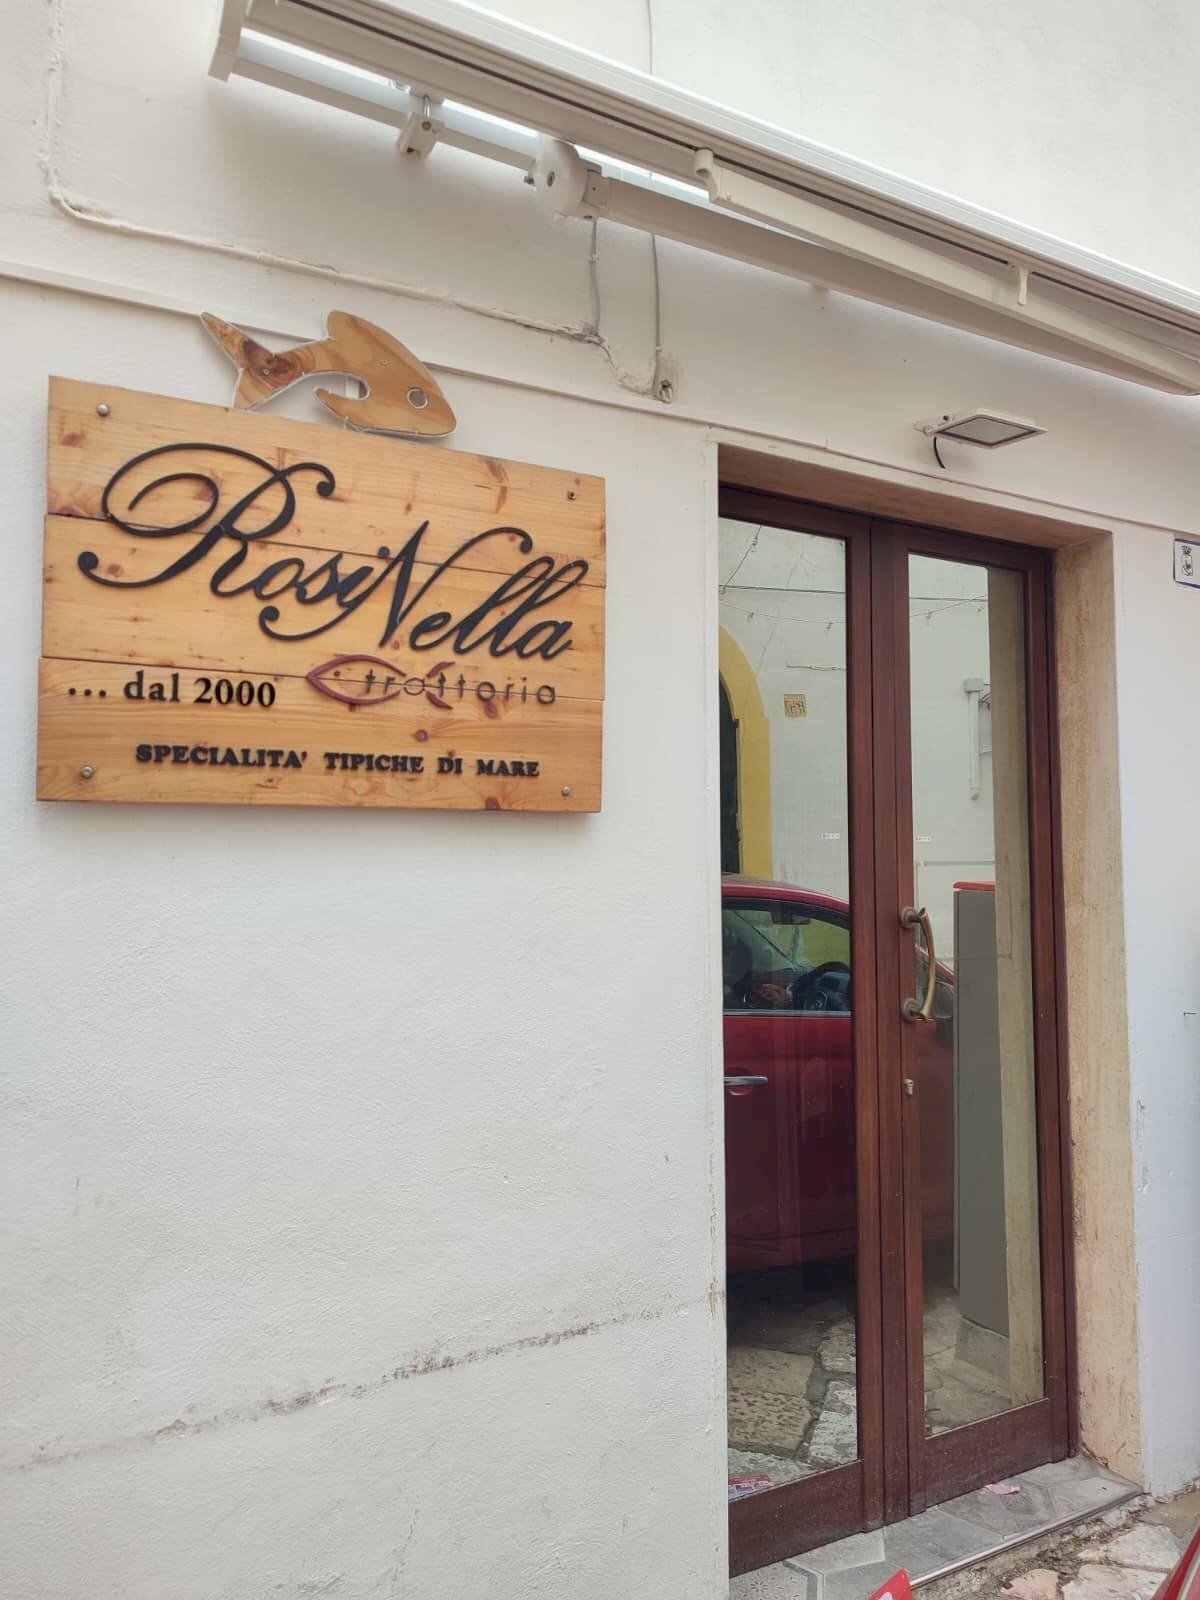 RosiNella
... dal 2000
trattoria
SPECIALITA' TIPICHE DI MARE